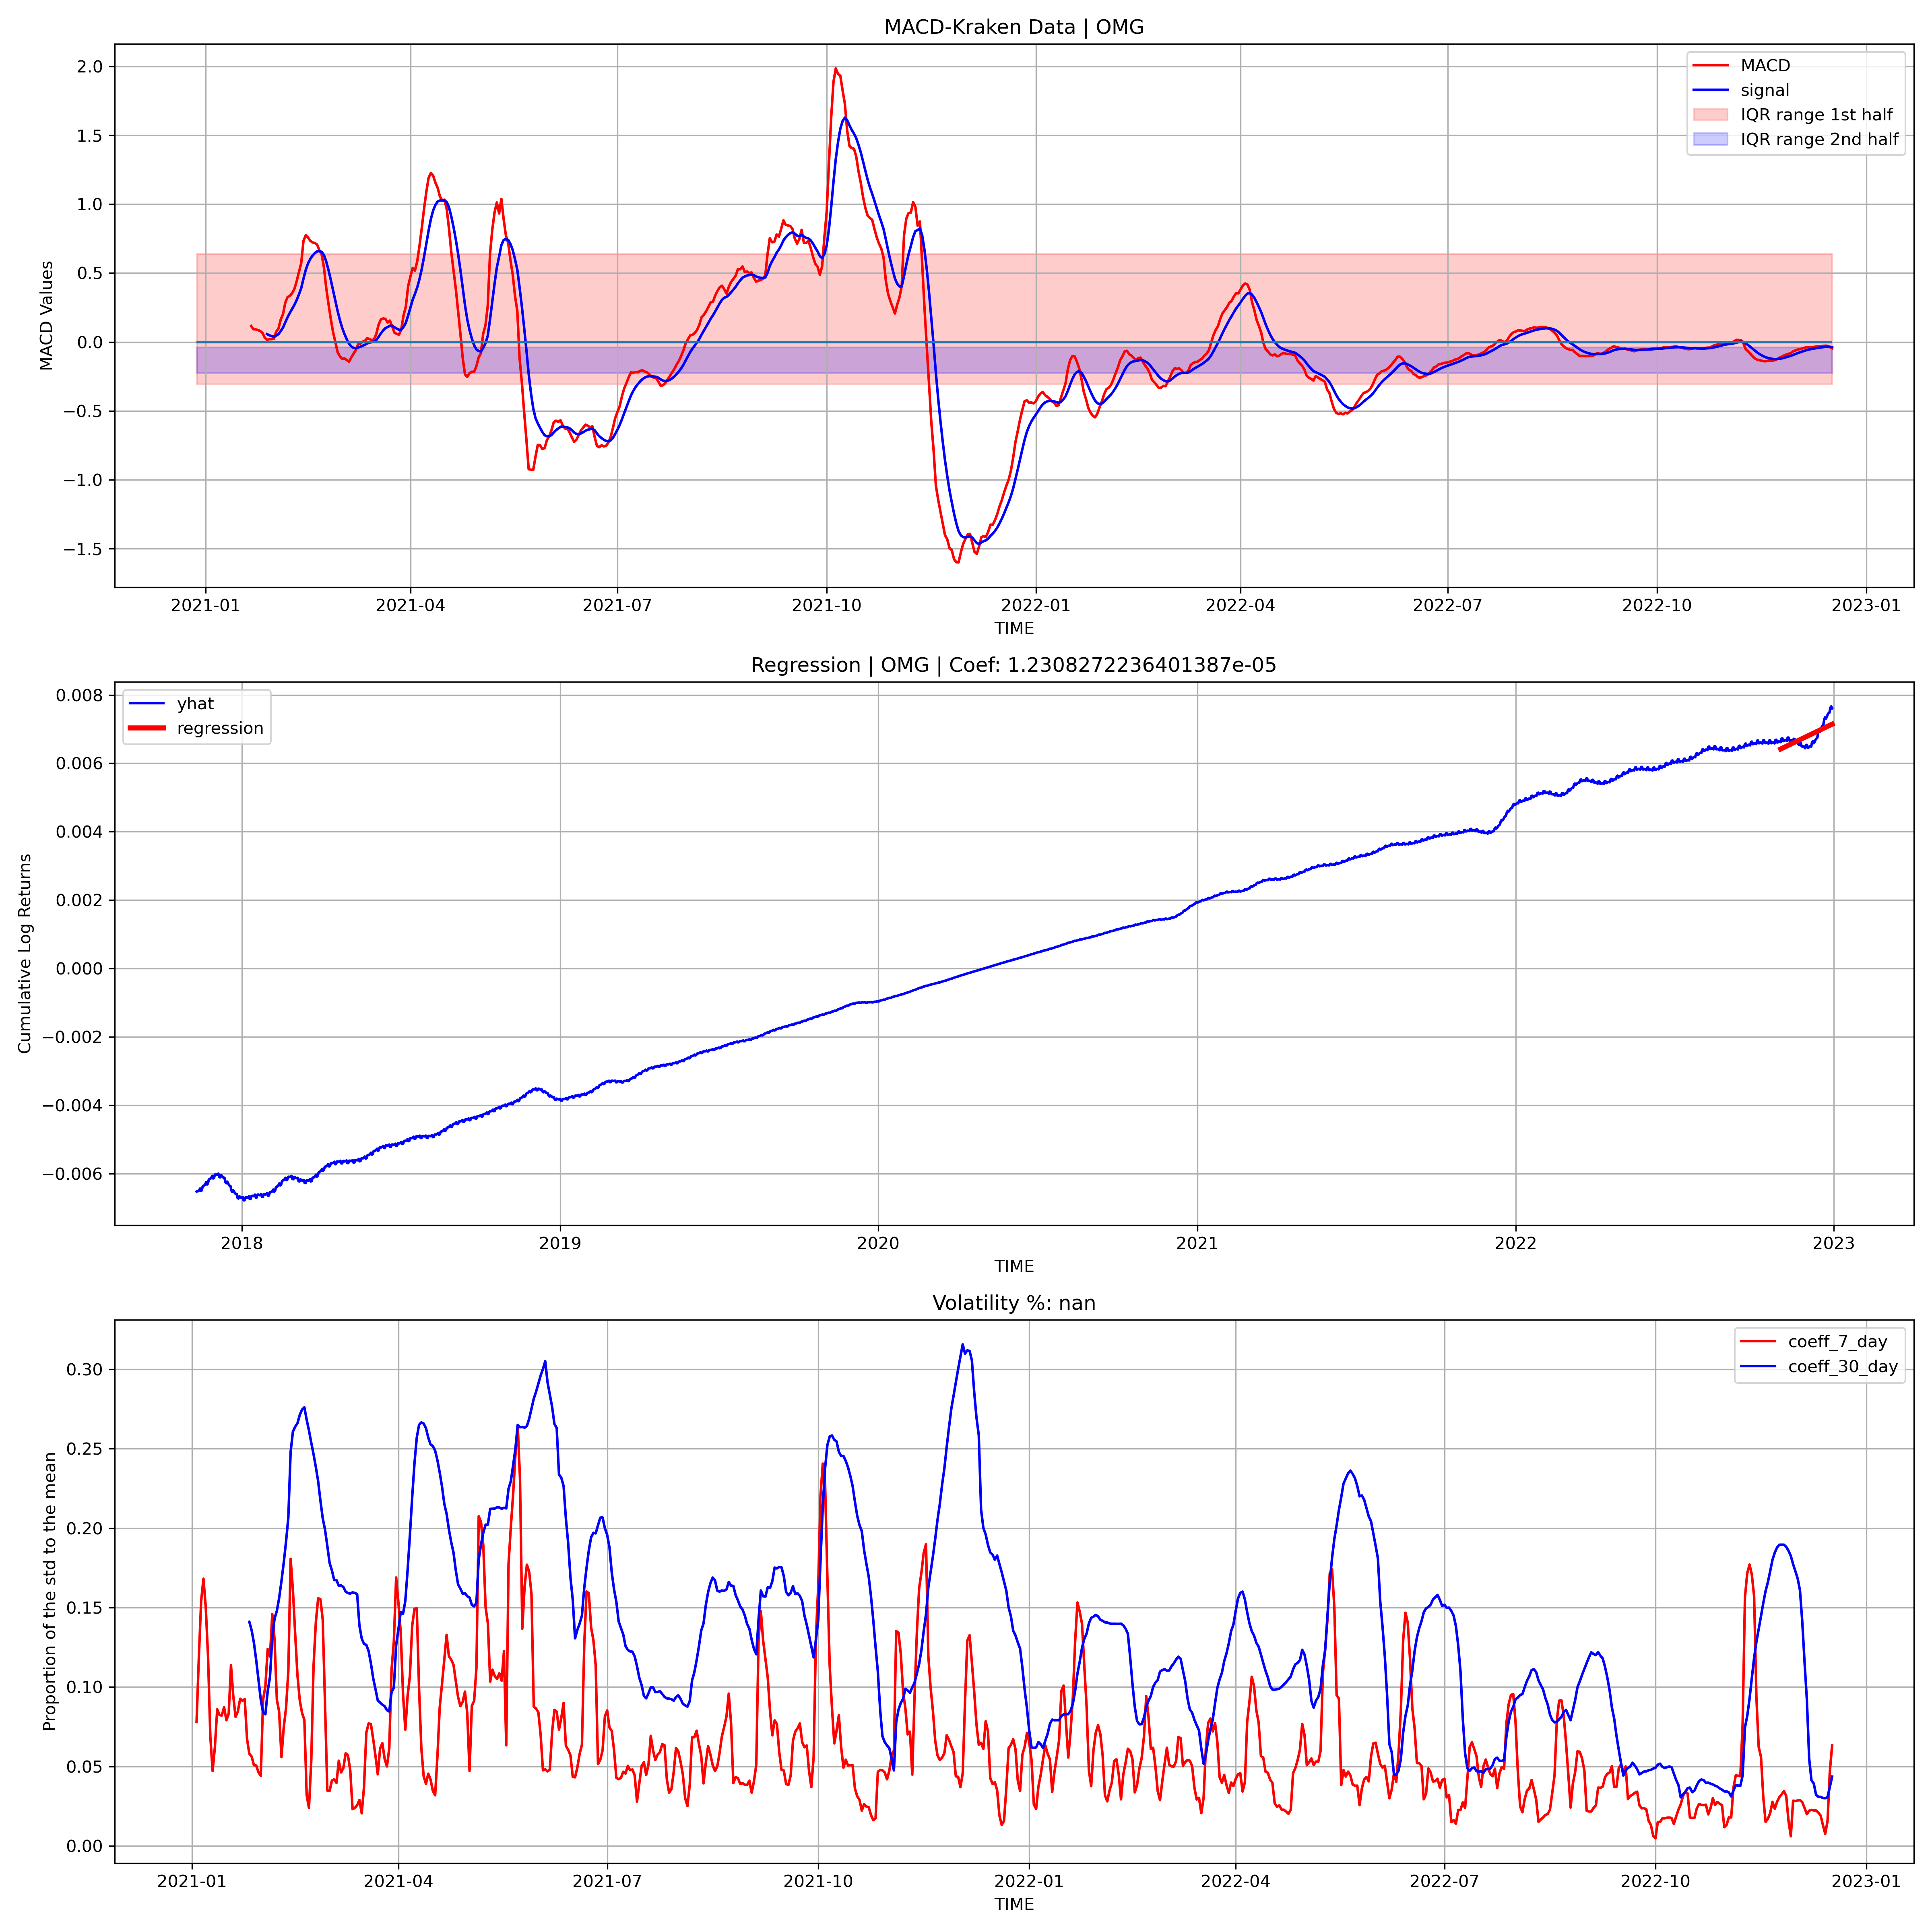 MACD-Kraken Data | OMG
MACD Values
2.0
1.5
1.0
0.5
0.0
−0.5
−1.0
−1.5
MACD
signal
IQR range 1st half
IQR range 2nd half
2021-01 2021-04 2021-07 2021-10 2022-01 2022-04 2022-07 2022-10 2023-01
TIME
Regression | OMG | Coef: 1.2308272236401387e-05
Cumulative Log Returns
0.008
0.006
0.004
0.002
0.000
−0.002
−0.004
−0.006
yhat
regression
2018 2019 2020 2021 2022 2023
TIME
Volatility %: nan
Proportion of the std to the mean
0.30
0.25
0.20
0.15
0.10
0.05
0.00
coeff_7_day
coeff_30_day
2021-01 2021-04 2021-07 2021-10 2022-01 2022-04 2022-07 2022-10 2023-01
TIME